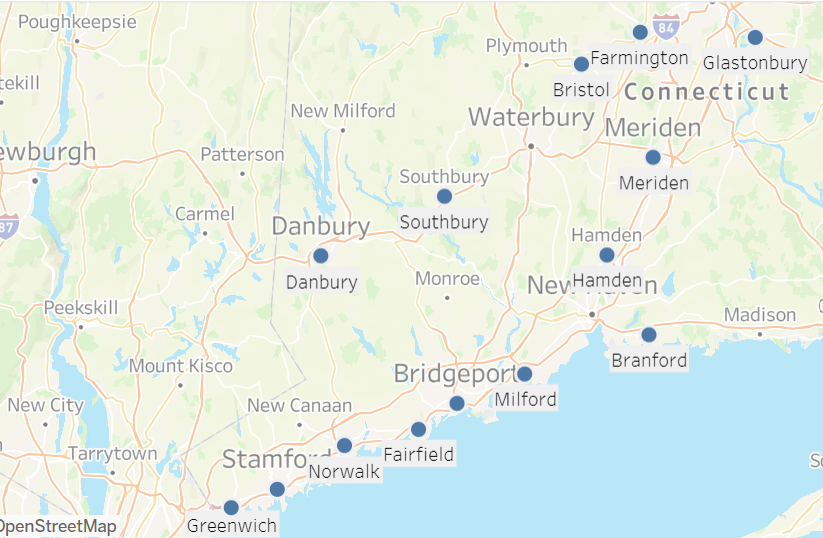 Poughkeepsie
84
Plymouth
Farmington
Glastonbury
tekill
Bristol
Connecticut
New Milford
Waterbury
Meriden
ewburgh
Patterson
Meriden
Southbury
Carmel
Southbury
87
Danbury
Hamden
Danbury
Monroe
Hamden
New Haven
Peekskill
Madison
Branford
Mount Kisco
Bridgeport
Milford
New City
New Canaan
Tarrytown
Stamford
Fairfield
Norwalk
Greenwich
OpenStreetMap